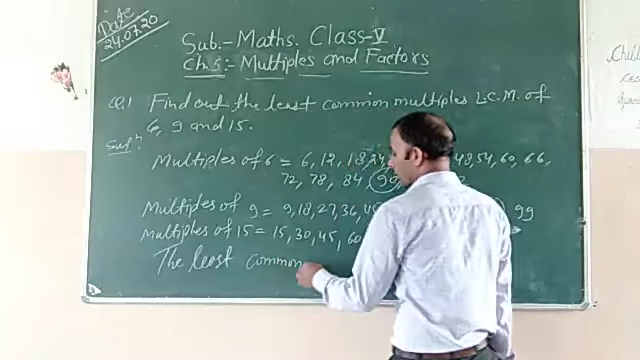 Date
24.07.20
Sub.- Maths. Class-V
Ch.5:- Multiples and Factors
Q.1 Find out the least common multiples L.C.M. of
6, 9 and 15.
Multiples of 6 = 6, 12, 18, 24, 48, 54, 60, 66,
72, 78, 84, 90,
Multiples of 9 = 9, 18, 27, 36, 45 99
Multiples of 15 = 15, 30, 45, 60
The least common